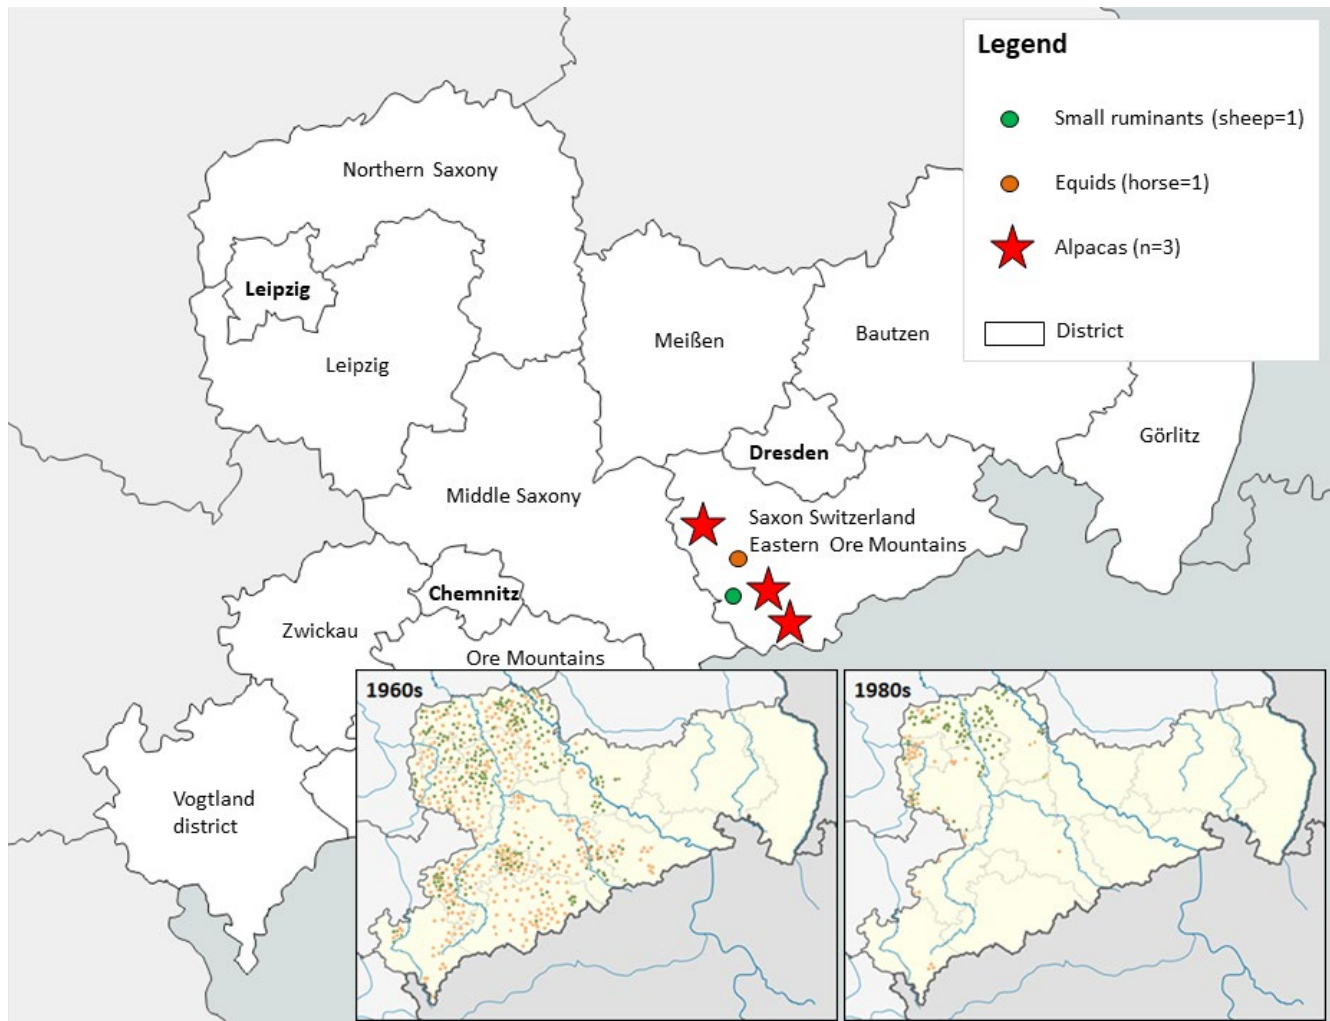 Legend
Small ruminants (sheep=1)
Equids (horse=1)
Alpacas (n=3)
District
Northern Saxony
Leipzig
Leipzig
Meißen
Bautzen
Görlitz
Dresden
Middle Saxony
Saxon Switzerland
Eastern Ore Mountains
Chemnitz
Zwickau
Ore Mountains
Vogtland
district
1960s
1980s